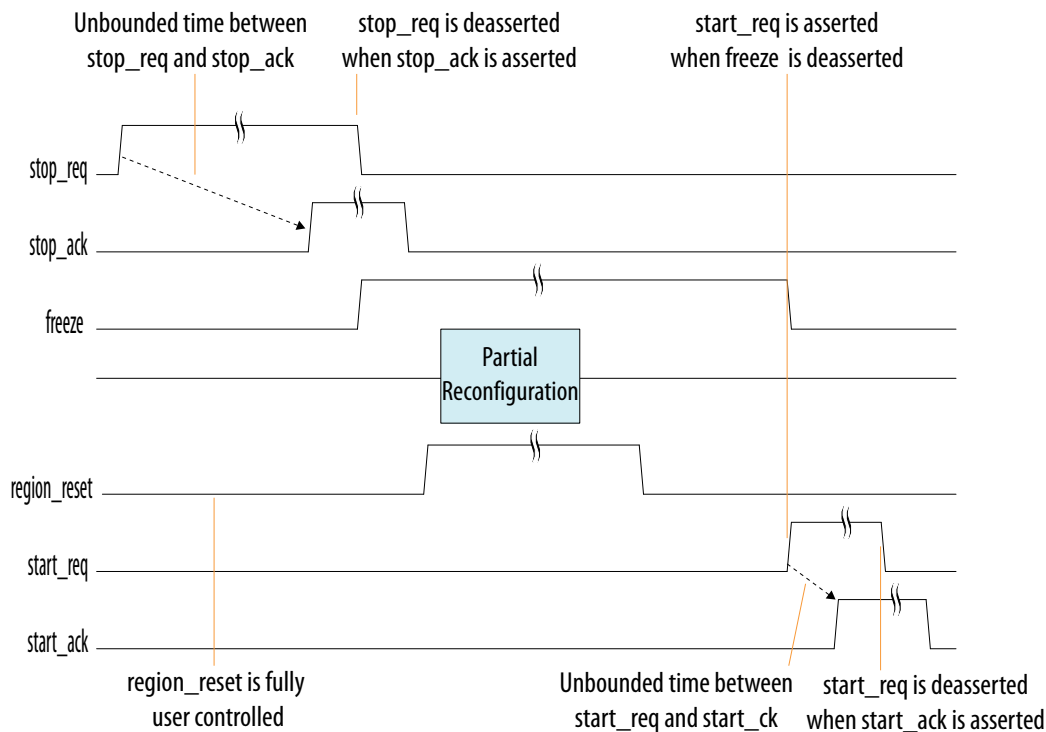 Unbounded time between
stop_req and stop_ack
stop_req is deasserted
when stop_ack is asserted
start_req is asserted
when freeze is deasserted
stop_req
stop_ack
freeze
Partial
Reconfiguration
region_reset
start_req
start_ack
region_reset is fully
user controlled
Unbounded time between
start_req and start_ck
start_req is deasserted
when start_ack is asserted